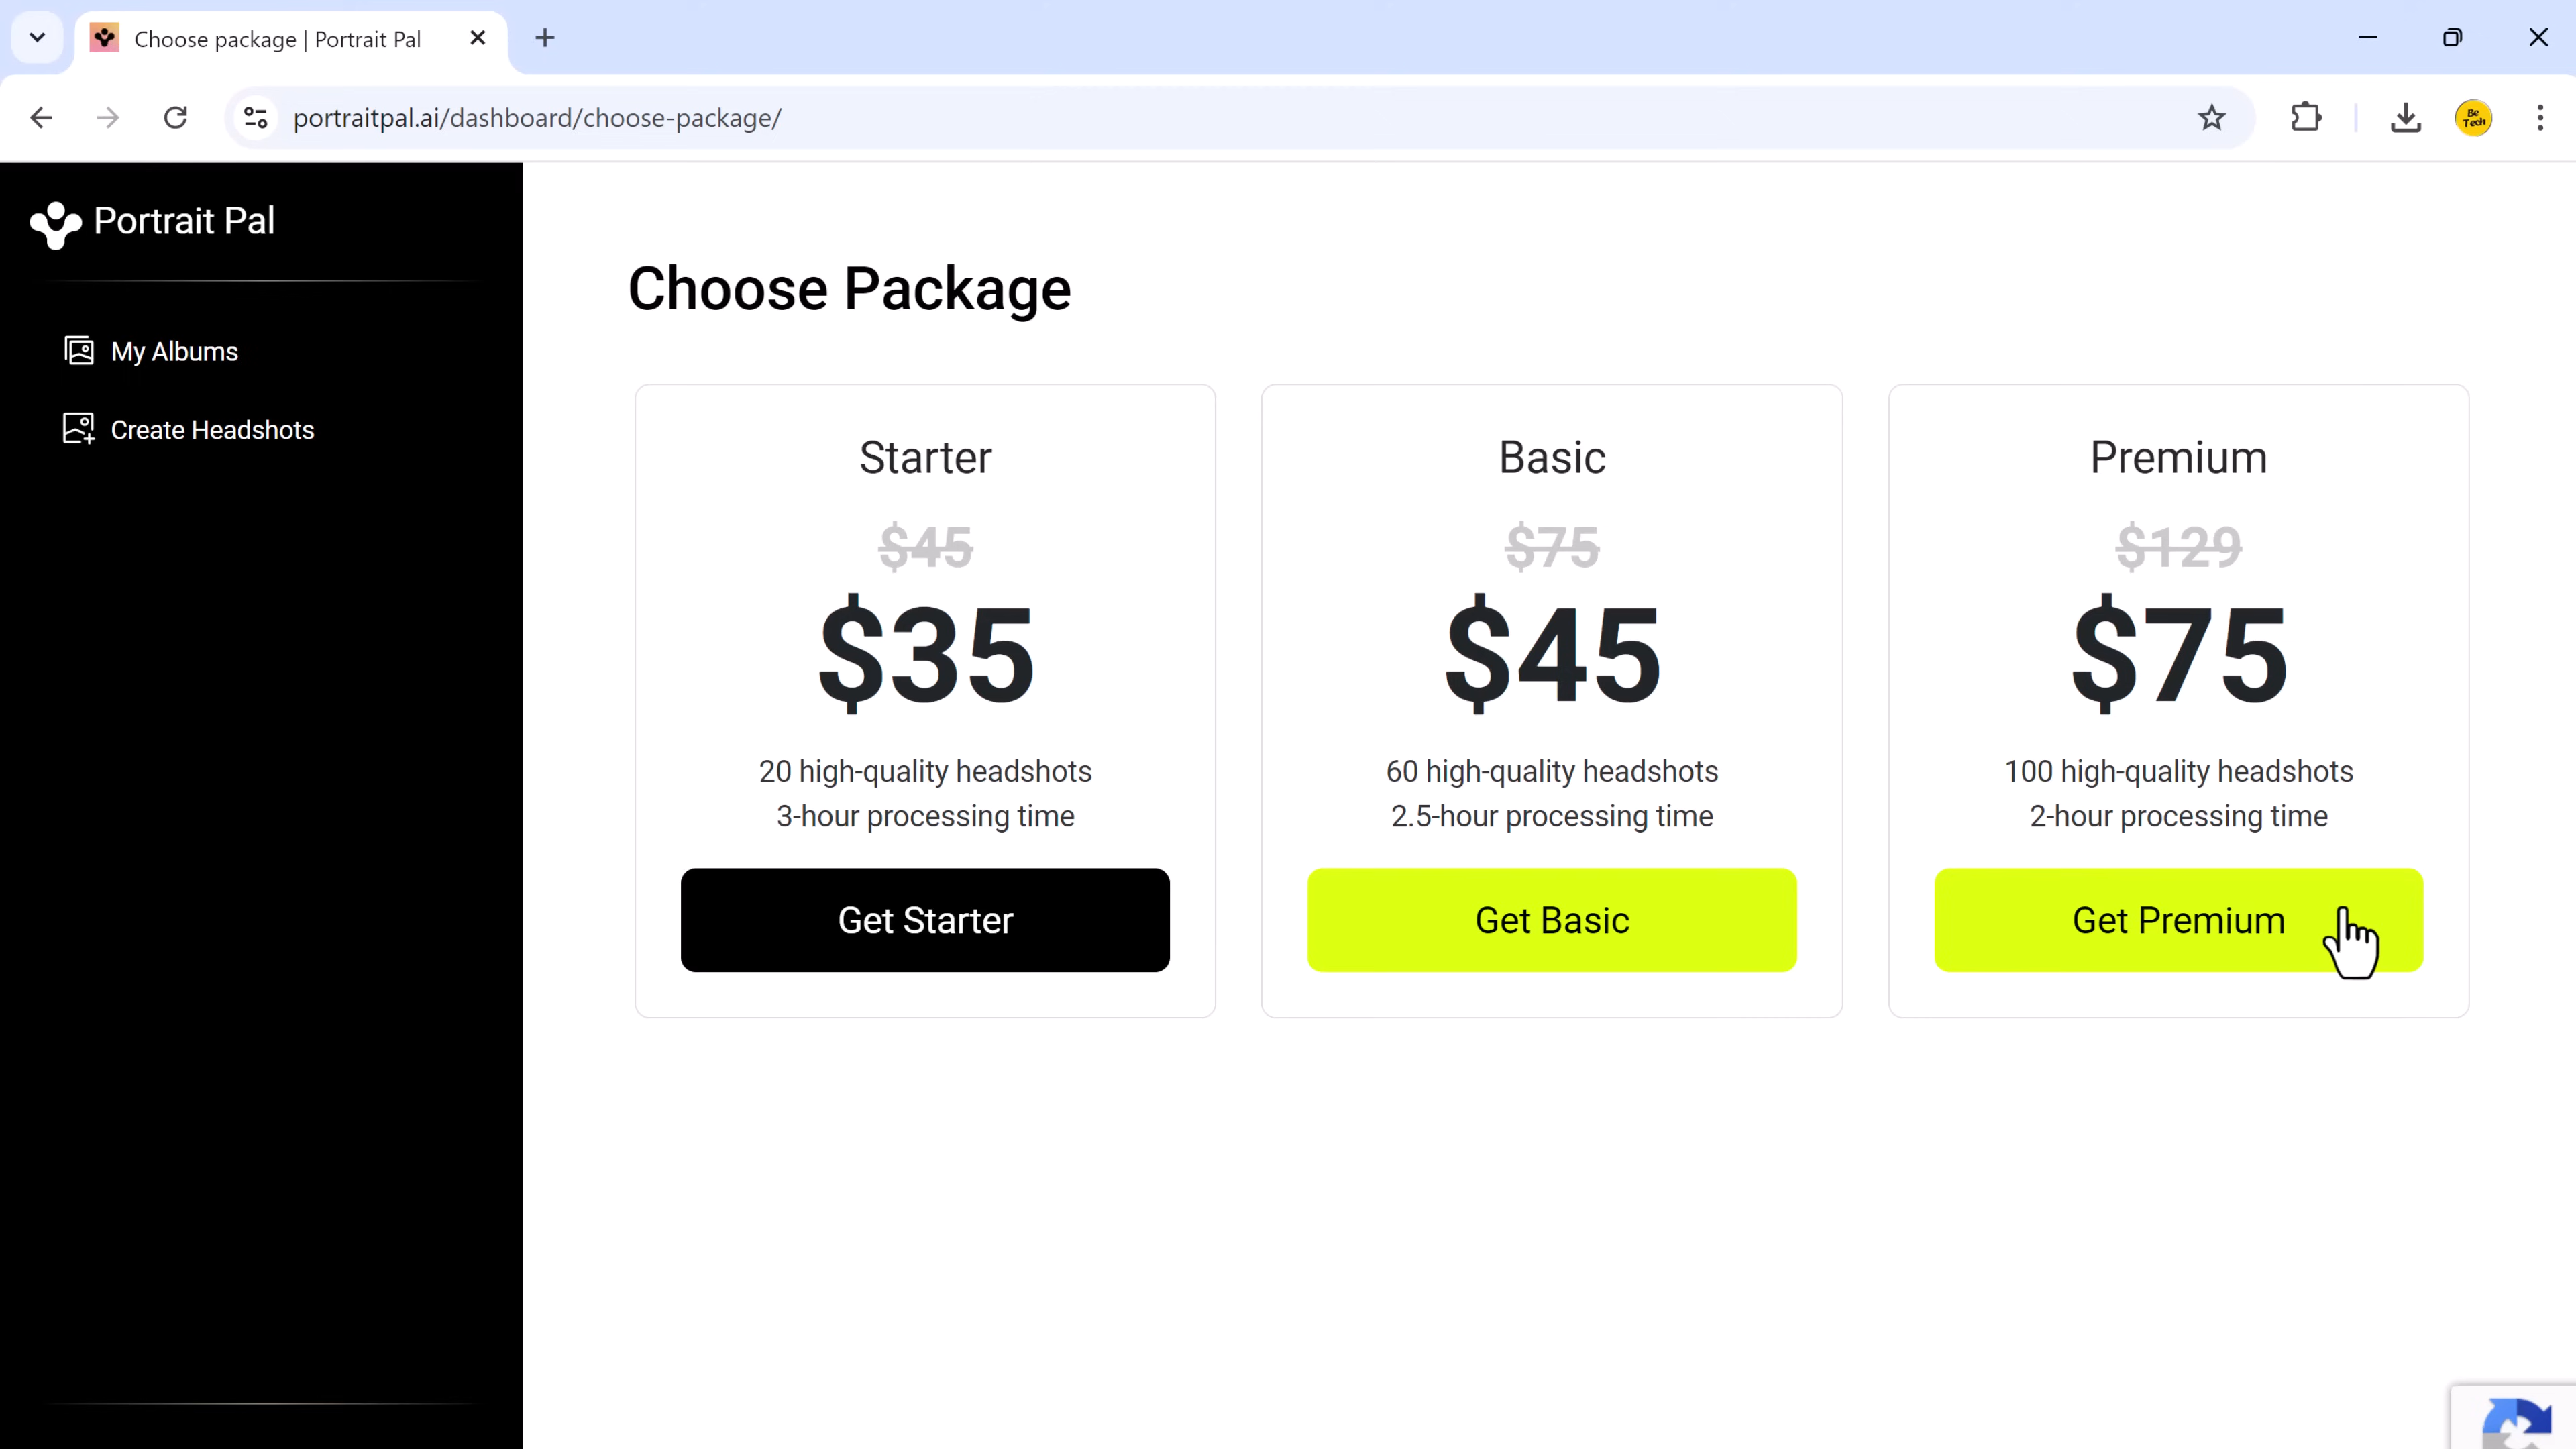 Choose package | Portrait Pal
portraitpal.ai/dashboard/choose-package/
Be
Tech
Portrait Pal
My Albums
Create Headshots
Choose Package
Starter
$45
$35
20 high-quality headshots
3-hour processing time
Get Starter
Basic
$75
$45
60 high-quality headshots
2.5-hour processing time
Get Basic
Premium
$129
$75
100 high-quality headshots
2-hour processing time
Get Premium